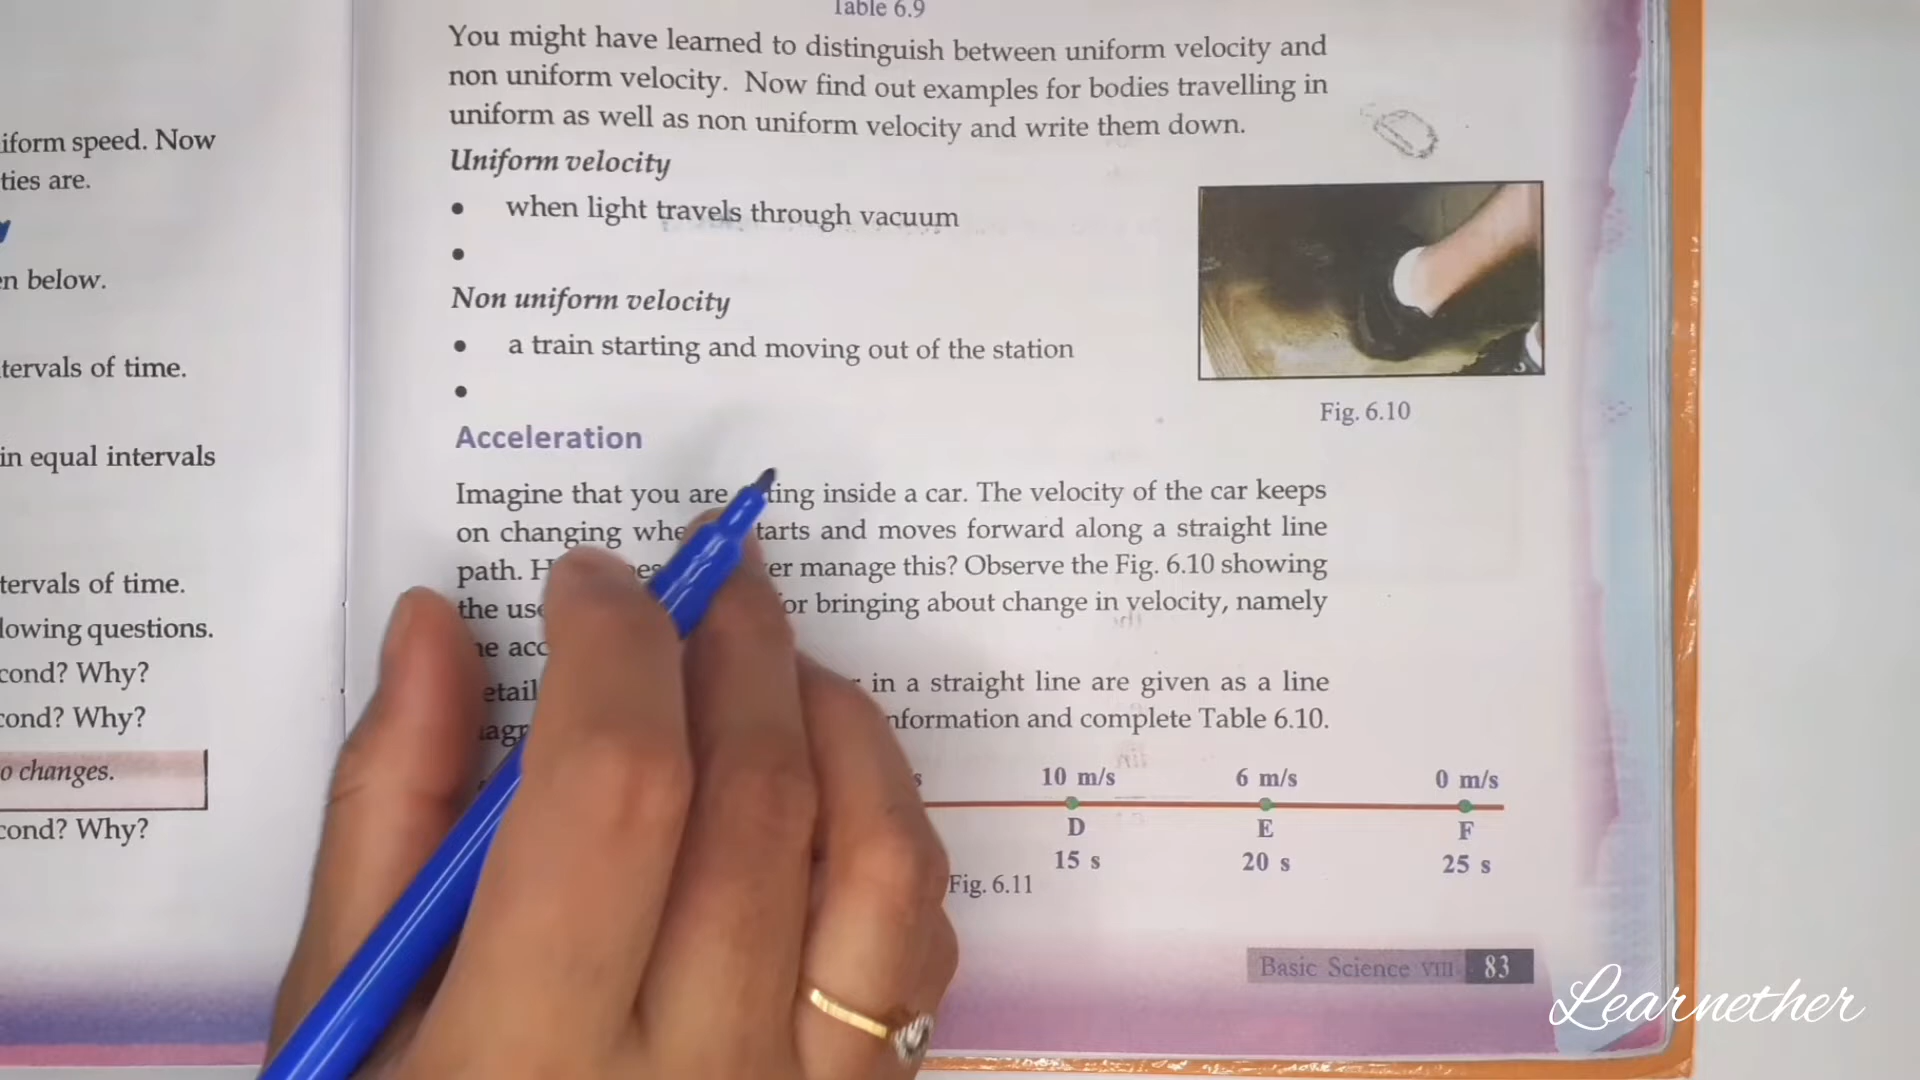 iform speed. Now
ties are.
en below.
tervals of time.
in equal intervals
tervals of time.
lowing questions.
cond? Why?
cond? Why?
o changes.
cond? Why?
Table 6.9
You might have learned to distinguish between uniform velocity and
non uniform velocity. Now find out examples for bodies travelling in
uniform as well as non uniform velocity and write them down.
Uniform velocity
• when light travels through vacuum
•
Non uniform velocity
• a train starting and moving out of the station
•
Fig. 6.10
Acceleration
Imagine that you are ting inside a car. The velocity of the car keeps
on changing whe tarts and moves forward along a straight line
path. H er manage this? Observe the Fig. 6.10 showing
the use or bringing about change in velocity, namely
he acc
etail in a straight line are given as a line
iagr nformation and complete Table 6.10.
s 10 m/s 6 m/s 0 m/s
D E F
15 s 20 s 25 s
Fig. 6.11
Basic Science VIII 83
Learnether